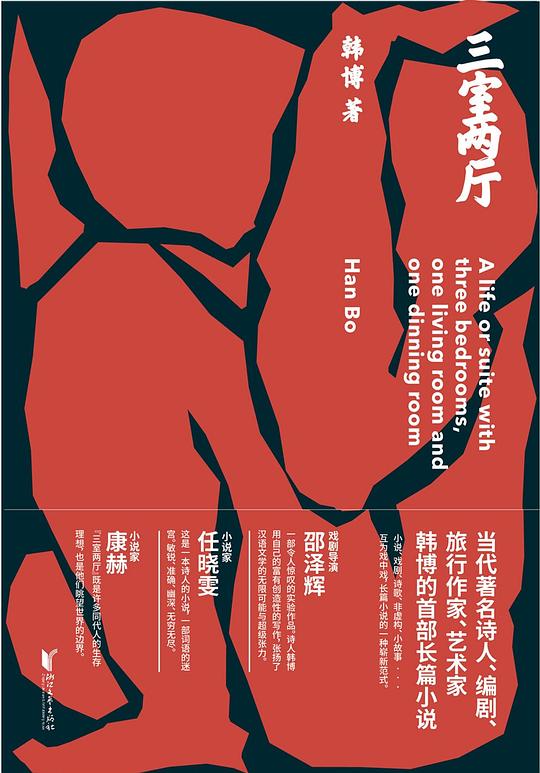 三室两厅
韩博 著
A life or suite with
three bedrooms,
one living room and
one dinning room
Han Bo
当代著名诗人、编剧、
旅行作家、艺术家
韩博的首部长篇小说
小说、戏剧、诗歌、非虚构、小故事····
互为戏中戏,长篇小说的一种崭新范式。
戏剧导演
邵泽辉
一部令人惊叹的实验作品。诗人韩博
用自己的富有创造性的写作,张扬了
汉语文学的无限可能与超级张力。
小说家
任晓雯
这是一本诗人的小说,一部词语的迷
宫。敏锐、准确、幽深、无穷无尽。
小说家
康赫
『三室两厅』既是许多同代人的生存
理想,也是他们眺望世界的边界。
浙江文艺出版社